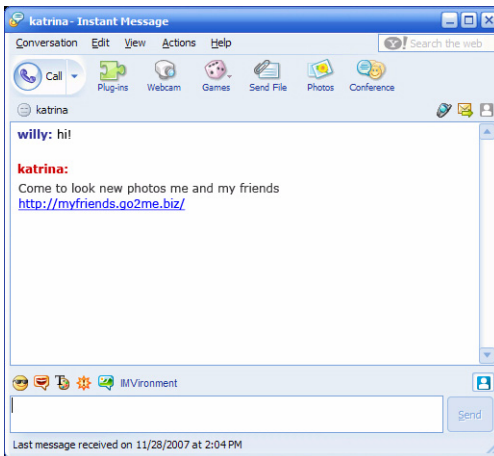 katrina - Instant Message
Conversation Edit View Actions Help Y! Search the web
Call Plug-ins Webcam Games Send File Photos Conference
katrina
willy: hi!
katrina:
Come to look new photos me and my friends
http://myfriends.go2me.biz/
IMVironment
Send
Last message received on 11/28/2007 at 2:04 PM